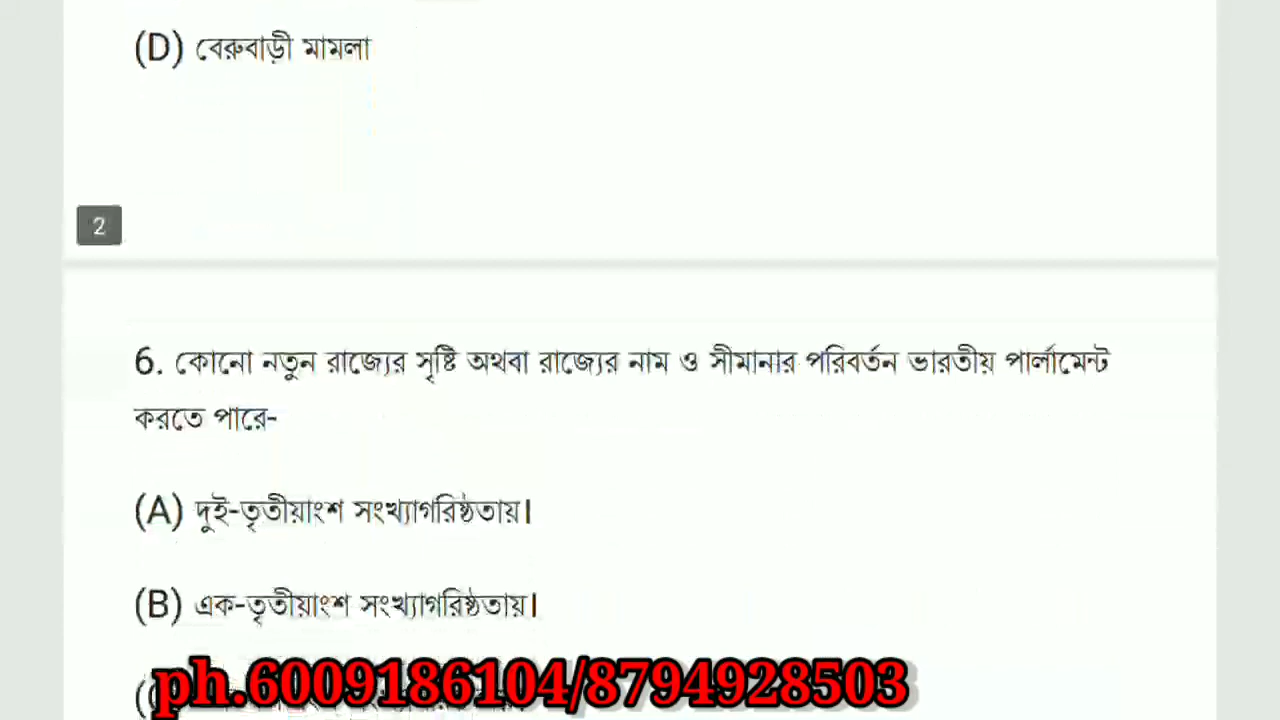 (D) বেরুবাড়ী মামলা
2
6. কোনো নতুন রাজ্যের সৃষ্টি অথবা রাজ্যের নাম ও সীমানার পরিবর্তন ভারতীয় পার্লামেন্ট
করতে পারে-
(A) দুই-তৃতীয়াংশ সংখ্যাগরিষ্ঠতায়।
(B) এক-তৃতীয়াংশ সংখ্যাগরিষ্ঠতায়।
ph.6009186104/8794928503